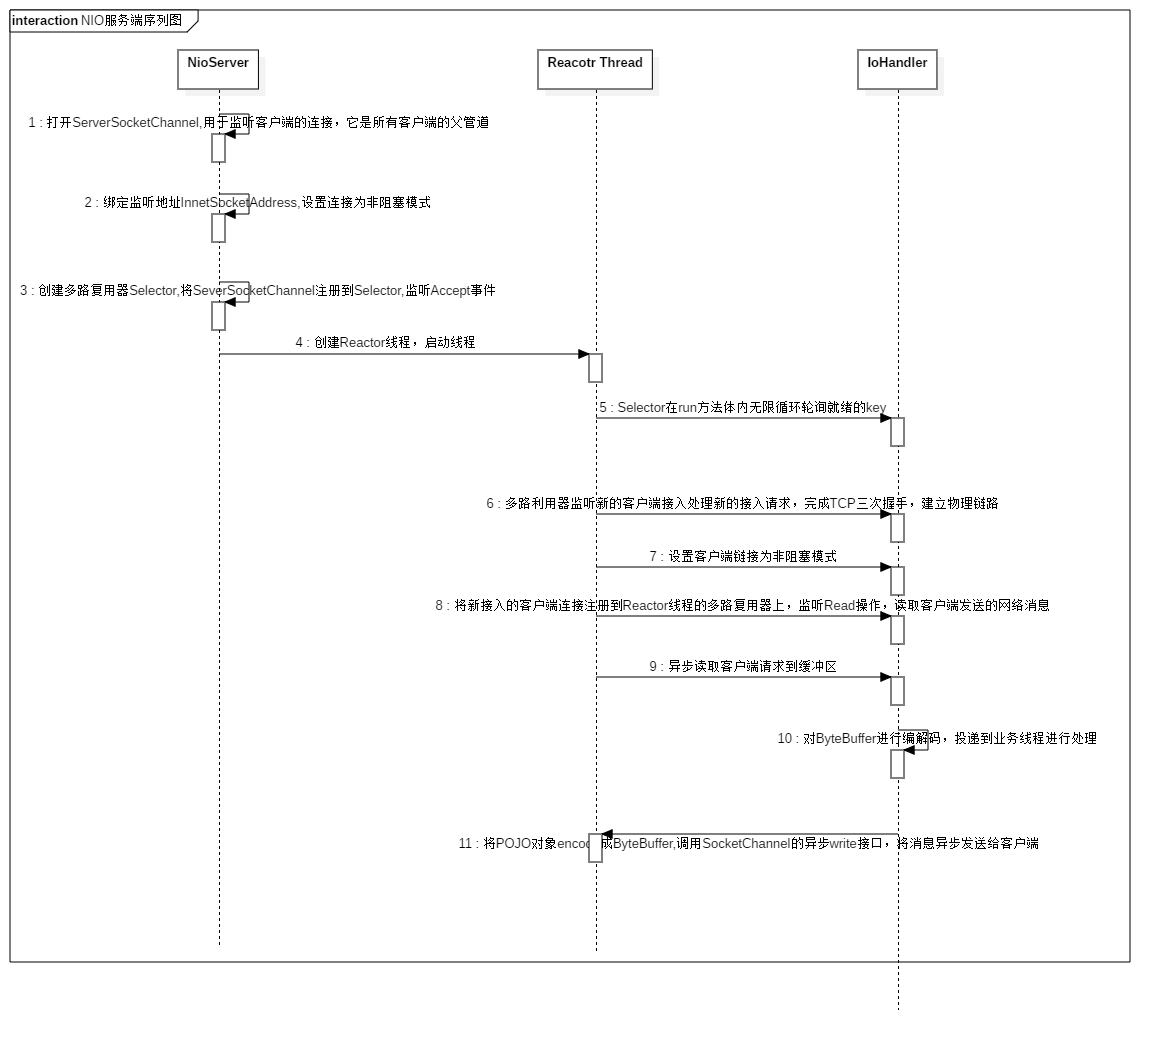 interaction NIO服务端序列图
NioServer
Reacotr Thread
IoHandler
1 : 打开ServerSocketChannel,用于监听客户端的连接，它是所有客户端的父管道
2 : 绑定监听地址InnetSocketAddress,设置连接为非阻塞模式
3 : 创建多路复用器Selector,将SeverSocketChannel注册到Selector,监听Accept事件
4 : 创建Reactor线程，启动线程
5 : Selector在run方法体内无限循环轮询就绪的key
6 : 多路利用器监听新的客户端接入处理新的接入请求，完成TCP三次握手，建立物理链路
7 : 设置客户端链接为非阻塞模式
8 : 将新接入的客户端连接注册到Reactor线程的多路复用器上，监听Read操作，读取客户端发送的网络消息
9 : 异步读取客户端请求到缓冲区
10 : 对ByteBuffer进行编解码，投递到业务线程进行处理
11 : 将POJO对象encode成ByteBuffer,调用SocketChannel的异步write接口，将消息异步发送给客户端